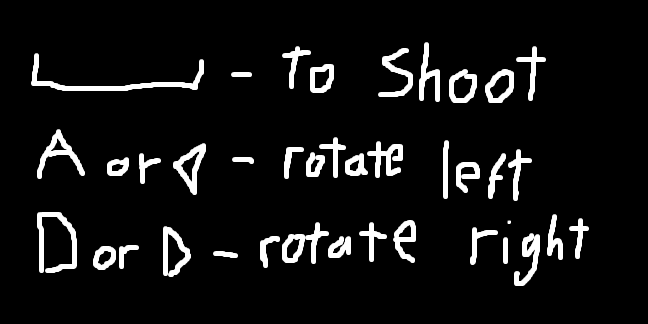 ⎵ - To Shoot
A or ◁ - rotate left
D or ▷ - rotate right